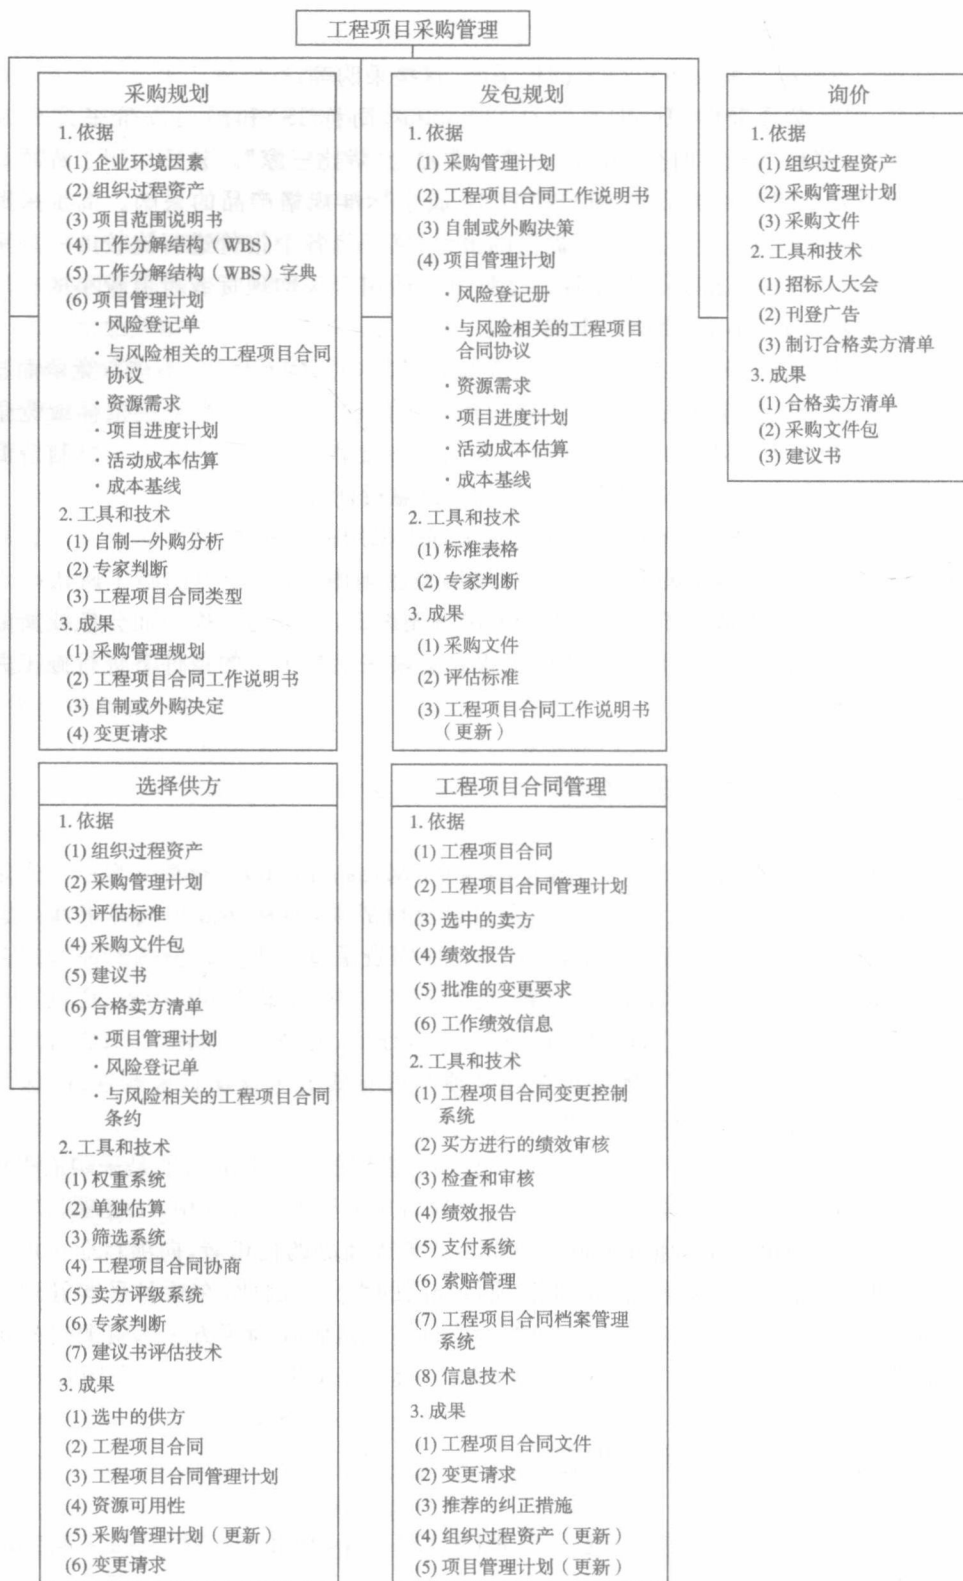 工程项目采购管理
采购规划
1. 依据
(1) 企业环境因素
(2) 组织过程资产
(3) 项目范围说明书
(4) 工作分解结构（WBS）
(5) 工作分解结构（WBS）字典
(6) 项目管理计划
· 风险登记单
· 与风险相关的工程项目合同
协议
· 资源需求
· 项目进度计划
· 活动成本估算
· 成本基线
2. 工具和技术
(1) 自制—外购分析
(2) 专家判断
(3) 工程项目合同类型
3. 成果
(1) 采购管理规划
(2) 工程项目合同工作说明书
(3) 自制或外购决定
(4) 变更请求
发包规划
1. 依据
(1) 采购管理计划
(2) 工程项目合同工作说明书
(3) 自制或外购决策
(4) 项目管理计划
· 风险登记册
· 与风险相关的工程项目
合同协议
· 资源需求
· 项目进度计划
· 活动成本估算
· 成本基线
2. 工具和技术
(1) 标准表格
(2) 专家判断
3. 成果
(1) 采购文件
(2) 评估标准
(3) 工程项目合同工作说明书
（更新）
询价
1. 依据
(1) 组织过程资产
(2) 采购管理计划
(3) 采购文件
2. 工具和技术
(1) 招标人大会
(2) 刊登广告
(3) 制订合格卖方清单
3. 成果
(1) 合格卖方清单
(2) 采购文件包
(3) 建议书
选择供方
1. 依据
(1) 组织过程资产
(2) 采购管理计划
(3) 评估标准
(4) 采购文件包
(5) 建议书
(6) 合格卖方清单
· 项目管理计划
· 风险登记单
· 与风险相关的工程项目合同
条约
2. 工具和技术
(1) 权重系统
(2) 单独估算
(3) 筛选系统
(4) 工程项目合同协商
(5) 卖方评级系统
(6) 专家判断
(7) 建议书评估技术
3. 成果
(1) 选中的供方
(2) 工程项目合同
(3) 工程项目合同管理计划
(4) 资源可用性
(5) 采购管理计划（更新）
(6) 变更请求
工程项目合同管理
1. 依据
(1) 工程项目合同
(2) 工程项目合同管理计划
(3) 选中的卖方
(4) 绩效报告
(5) 批准的变更要求
(6) 工作绩效信息
2. 工具和技术
(1) 工程项目合同变更控制
系统
(2) 买方进行的绩效审核
(3) 检查和审核
(4) 绩效报告
(5) 支付系统
(6) 索赔管理
(7) 工程项目合同档案管理
系统
(8) 信息技术
3. 成果
(1) 工程项目合同文件
(2) 变更请求
(3) 推荐的纠正措施
(4) 组织过程资产（更新）
(5) 项目管理计划（更新）